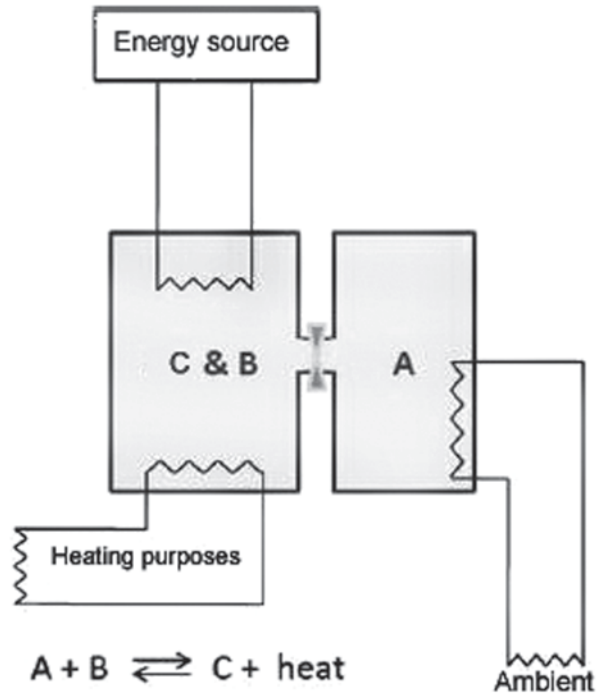 Energy source
C & B
A
Heating purposes
A + B ⇌ C + heat
Ambient